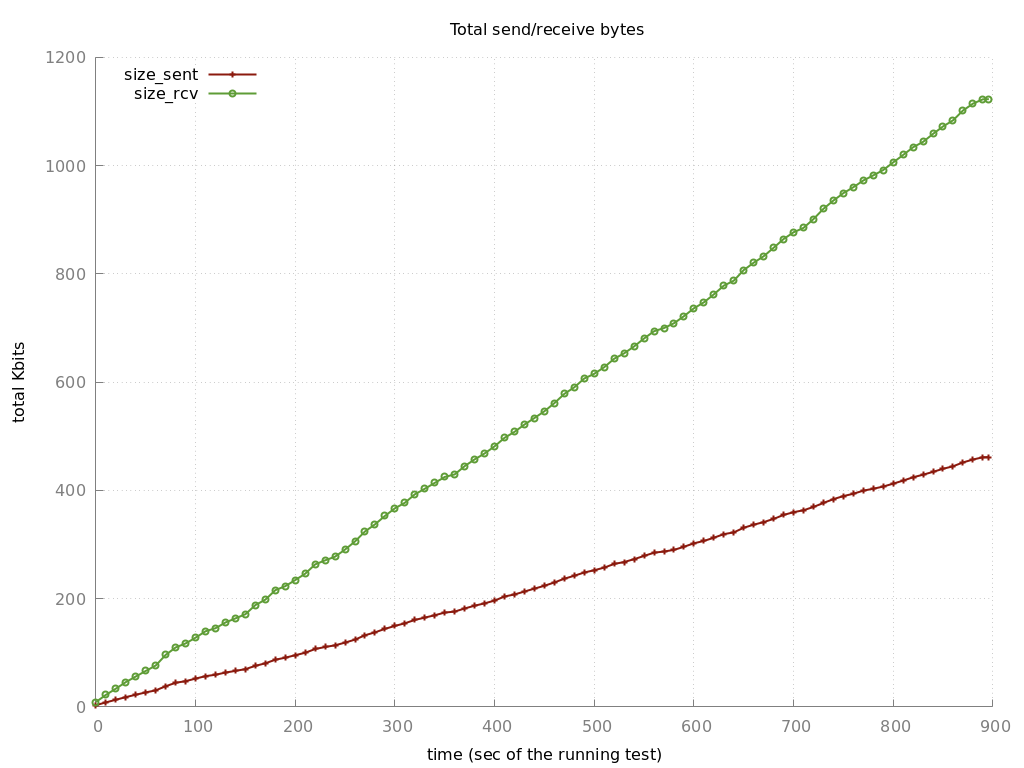 Total send/receive bytes
1200
1000
800
600
400
200
0
size_sent
size_rcv
total Kbits
0 100 200 300 400 500 600 700 800 900
time (sec of the running test)